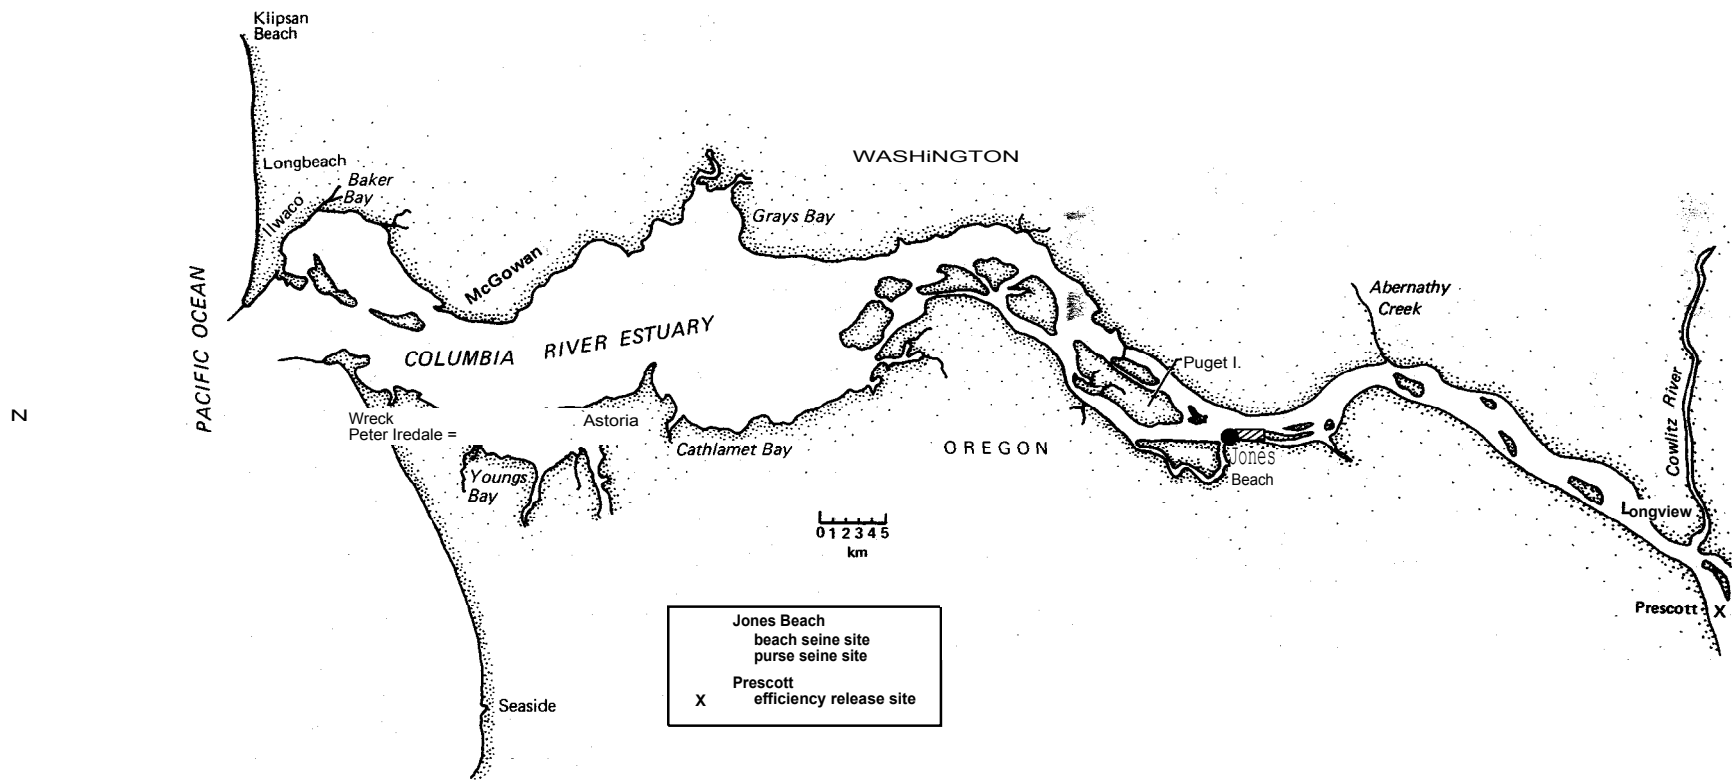 Klipsan
Beach
WASHiNGTON
Longbeach
Baker
Bay
Ilwaco
Grays Bay
McGowan
PACIFIC OCEAN
Abernathy
Creek
COLUMBIA RIVER ESTUARY
Puget I.
Cowlitz River
N
Wreck
Peter Iredale =
Astoria
Cathlamet Bay
OREGON
Jones
Beach
Youngs
Bay
Longview
0 1 2 3 4 5
km
Prescott X
Jones Beach
beach seine site
purse seine site
Prescott
X efficiency release site
Seaside